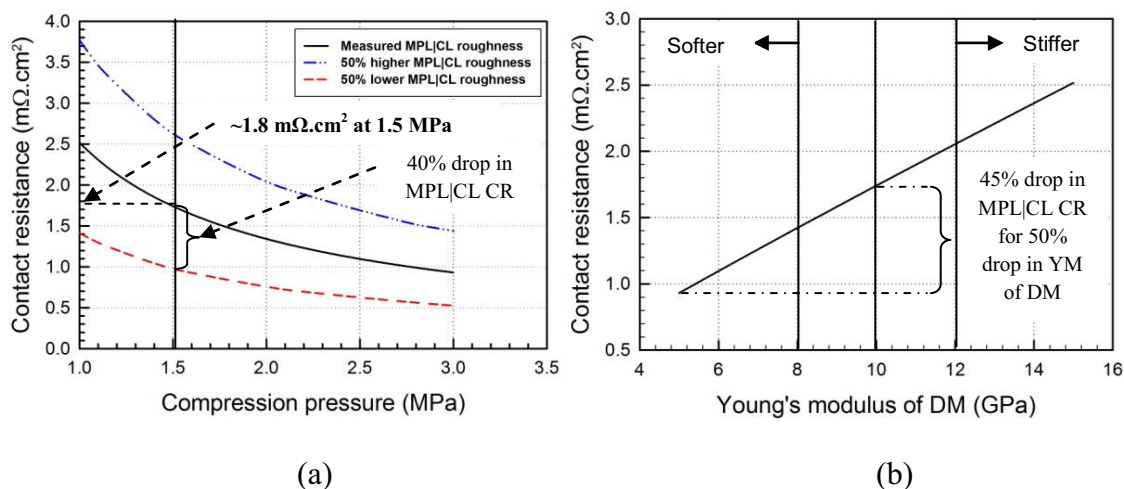 4.0
3.5
3.0
2.5
2.0
1.5
1.0
0.5
0.0
Contact resistance (mΩ.cm²)
Measured MPL|CL roughness
50% higher MPL|CL roughness
50% lower MPL|CL roughness
~1.8 mΩ.cm² at 1.5 MPa
40% drop in
MPL|CL CR
1.0 1.5 2.0 2.5 3.0 3.5
Compression pressure (MPa)
(a)
3.0
2.5
2.0
1.5
1.0
0.5
Contact resistance (mΩ.cm²)
Softer
Stiffer
45% drop in
MPL|CL CR
for 50%
drop in YM
of DM
4 6 8 10 12 14 16
Young's modulus of DM (GPa)
(b)